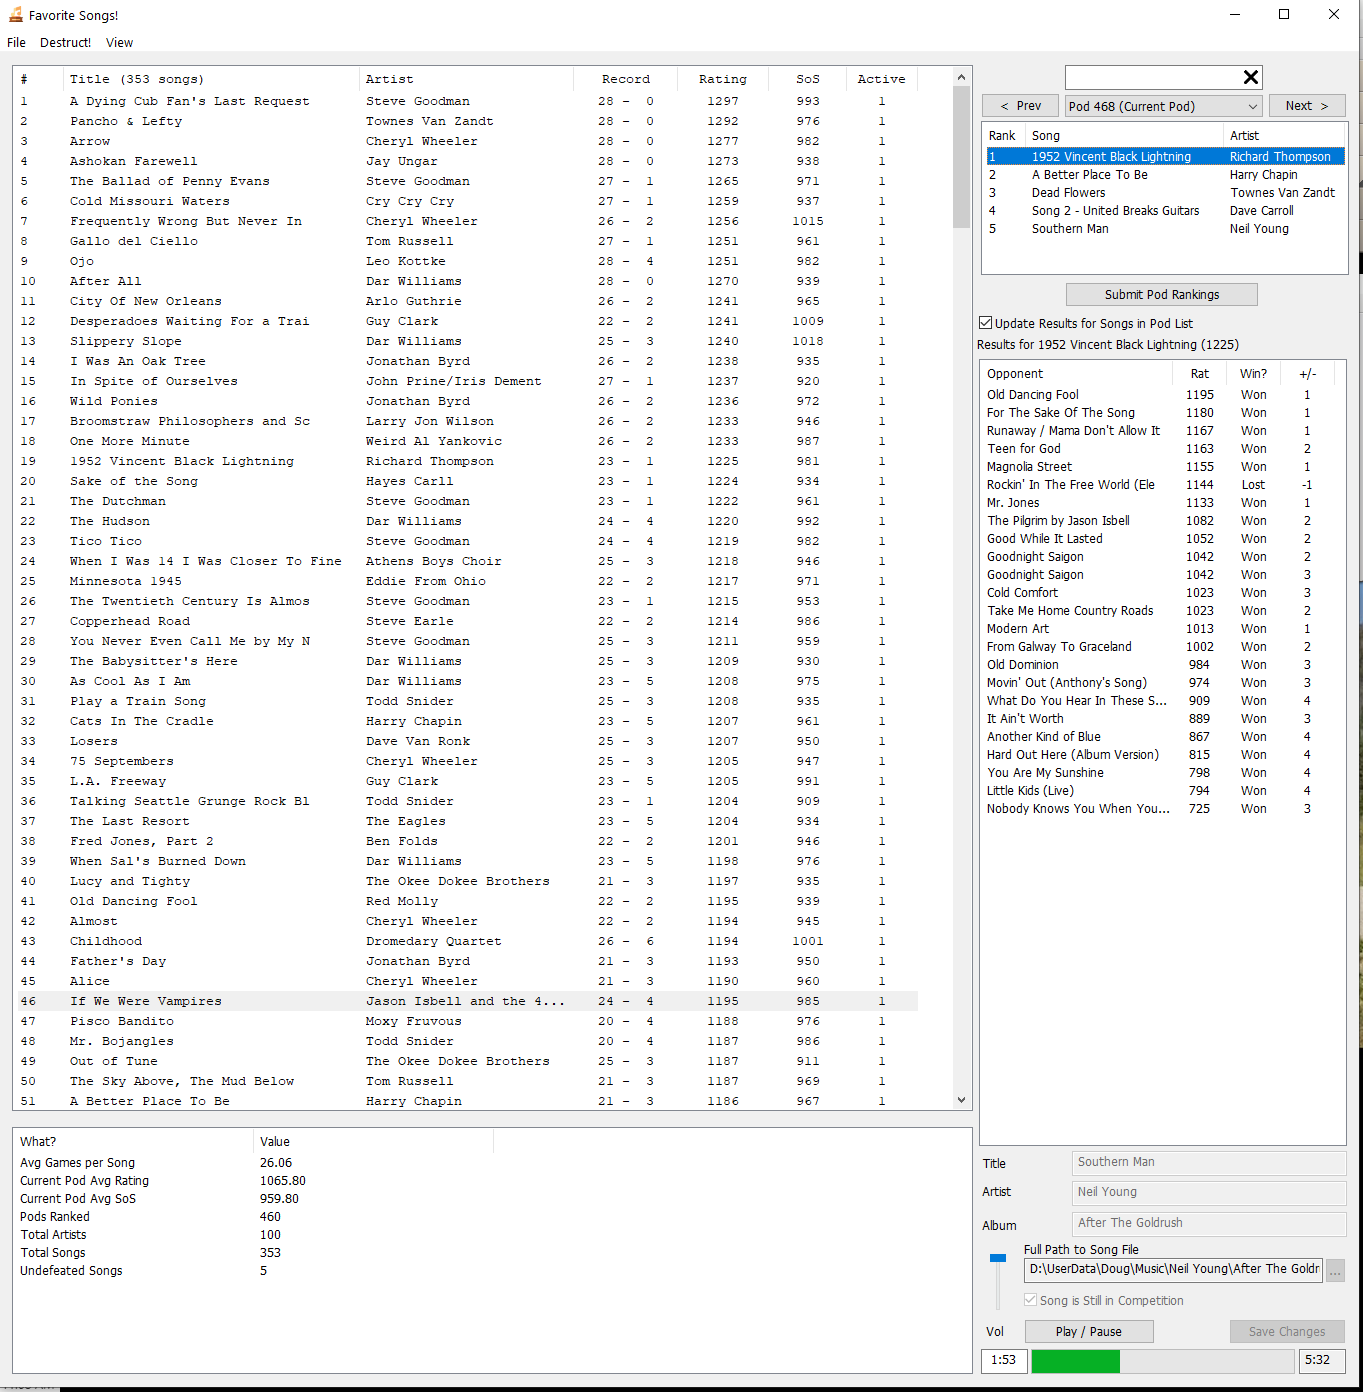 Favorite Songs!
File Destruct! View
# Title (353 songs) Artist Record Rating SoS Active
1 A Dying Cub Fan's Last Request Steve Goodman 28 - 0 1297 993 1
2 Pancho & Lefty Townes Van Zandt 28 - 0 1292 976 1
3 Arrow Cheryl Wheeler 28 - 0 1277 982 1
4 Ashokan Farewell Jay Ungar 28 - 0 1273 938 1
5 The Ballad of Penny Evans Steve Goodman 27 - 1 1265 971 1
6 Cold Missouri Waters Cry Cry Cry 27 - 1 1259 937 1
7 Frequently Wrong But Never In Cheryl Wheeler 26 - 2 1256 1015 1
8 Gallo del Ciello Tom Russell 27 - 1 1251 961 1
9 Ojo Leo Kottke 28 - 4 1251 982 1
10 After All Dar Williams 28 - 0 1270 939 1
11 City Of New Orleans Arlo Guthrie 26 - 2 1241 965 1
12 Desperadoes Waiting For a Trai Guy Clark 22 - 2 1241 1009 1
13 Slippery Slope Dar Williams 25 - 3 1240 1018 1
14 I Was An Oak Tree Jonathan Byrd 26 - 2 1238 935 1
15 In Spite of Ourselves John Prine/Iris Dement 27 - 1 1237 920 1
16 Wild Ponies Jonathan Byrd 26 - 2 1236 972 1
17 Broomstraw Philosophers and Sc Larry Jon Wilson 26 - 2 1233 946 1
18 One More Minute Weird Al Yankovic 26 - 2 1233 987 1
19 1952 Vincent Black Lightning Richard Thompson 23 - 1 1225 981 1
20 Sake of the Song Hayes Carll 23 - 1 1224 934 1
21 The Dutchman Steve Goodman 23 - 1 1222 961 1
22 The Hudson Dar Williams 24 - 4 1220 992 1
23 Tico Tico Steve Goodman 24 - 4 1219 982 1
24 When I Was 14 I Was Closer To Fine Athens Boys Choir 25 - 3 1218 946 1
25 Minnesota 1945 Eddie From Ohio 22 - 2 1217 971 1
26 The Twentieth Century Is Almos Steve Goodman 23 - 1 1215 953 1
27 Copperhead Road Steve Earle 22 - 2 1214 986 1
28 You Never Even Call Me by My N Steve Goodman 25 - 3 1211 959 1
29 The Babysitter's Here Dar Williams 25 - 3 1209 930 1
30 As Cool As I Am Dar Williams 23 - 5 1208 975 1
31 Play a Train Song Todd Snider 25 - 3 1208 935 1
32 Cats In The Cradle Harry Chapin 23 - 5 1207 961 1
33 Losers Dave Van Ronk 25 - 3 1207 950 1
34 75 Septembers Cheryl Wheeler 25 - 3 1205 947 1
35 L.A. Freeway Guy Clark 23 - 5 1205 991 1
36 Talking Seattle Grunge Rock Bl Todd Snider 23 - 1 1204 909 1
37 The Last Resort The Eagles 23 - 5 1204 934 1
38 Fred Jones, Part 2 Ben Folds 22 - 2 1201 946 1
39 When Sal's Burned Down Dar Williams 23 - 5 1198 976 1
40 Lucy and Tighty The Okee Dokee Brothers 21 - 3 1197 935 1
41 Old Dancing Fool Red Molly 22 - 2 1195 939 1
42 Almost Cheryl Wheeler 22 - 2 1194 945 1
43 Childhood Dromedary Quartet 26 - 6 1194 1001 1
44 Father's Day Jonathan Byrd 21 - 3 1193 950 1
45 Alice Cheryl Wheeler 21 - 3 1190 960 1
46 If We Were Vampires Jason Isbell and the 4... 24 - 4 1195 985 1
47 Pisco Bandito Moxy Fruvous 20 - 4 1188 976 1
48 Mr. Bojangles Todd Snider 20 - 4 1187 986 1
49 Out of Tune The Okee Dokee Brothers 25 - 3 1187 911 1
50 The Sky Above, The Mud Below Tom Russell 21 - 3 1187 969 1
51 A Better Place To Be Harry Chapin 21 - 3 1186 967 1
What? Value
Avg Games per Song 26.06
Current Pod Avg Rating 1065.80
Current Pod Avg SoS 959.80
Pods Ranked 460
Total Artists 100
Total Songs 353
Undefeated Songs 5
< Prev Pod 468 (Current Pod) Next >
Rank Song Artist
1 1952 Vincent Black Lightning Richard Thompson
2 A Better Place To Be Harry Chapin
3 Dead Flowers Townes Van Zandt
4 Song 2 - United Breaks Guitars Dave Carroll
5 Southern Man Neil Young
Submit Pod Rankings
Update Results for Songs in Pod List
Results for 1952 Vincent Black Lightning (1225)
Opponent Rat Win? +/-
Old Dancing Fool 1195 Won 1
For The Sake Of The Song 1180 Won 1
Runaway / Mama Don't Allow It 1167 Won 1
Teen for God 1163 Won 2
Magnolia Street 1155 Won 1
Rockin' In The Free World (Ele 1144 Lost -1
Mr. Jones 1133 Won 1
The Pilgrim by Jason Isbell 1082 Won 2
Good While It Lasted 1052 Won 2
Goodnight Saigon 1042 Won 2
Goodnight Saigon 1042 Won 3
Cold Comfort 1023 Won 3
Take Me Home Country Roads 1023 Won 2
Modern Art 1013 Won 1
From Galway To Graceland 1002 Won 2
Old Dominion 984 Won 3
Movin' Out (Anthony's Song) 974 Won 3
What Do You Hear In These S... 909 Won 4
It Ain't Worth 889 Won 3
Another Kind of Blue 867 Won 4
Hard Out Here (Album Version) 815 Won 4
You Are My Sunshine 798 Won 4
Little Kids (Live) 794 Won 4
Nobody Knows You When You... 725 Won 3
Title Southern Man
Artist Neil Young
Album After The Goldrush
Full Path to Song File
D:\UserData\Doug\Music\Neil Young\After The Goldr ...
Song is Still in Competition
Vol Play / Pause Save Changes
1:53 5:32